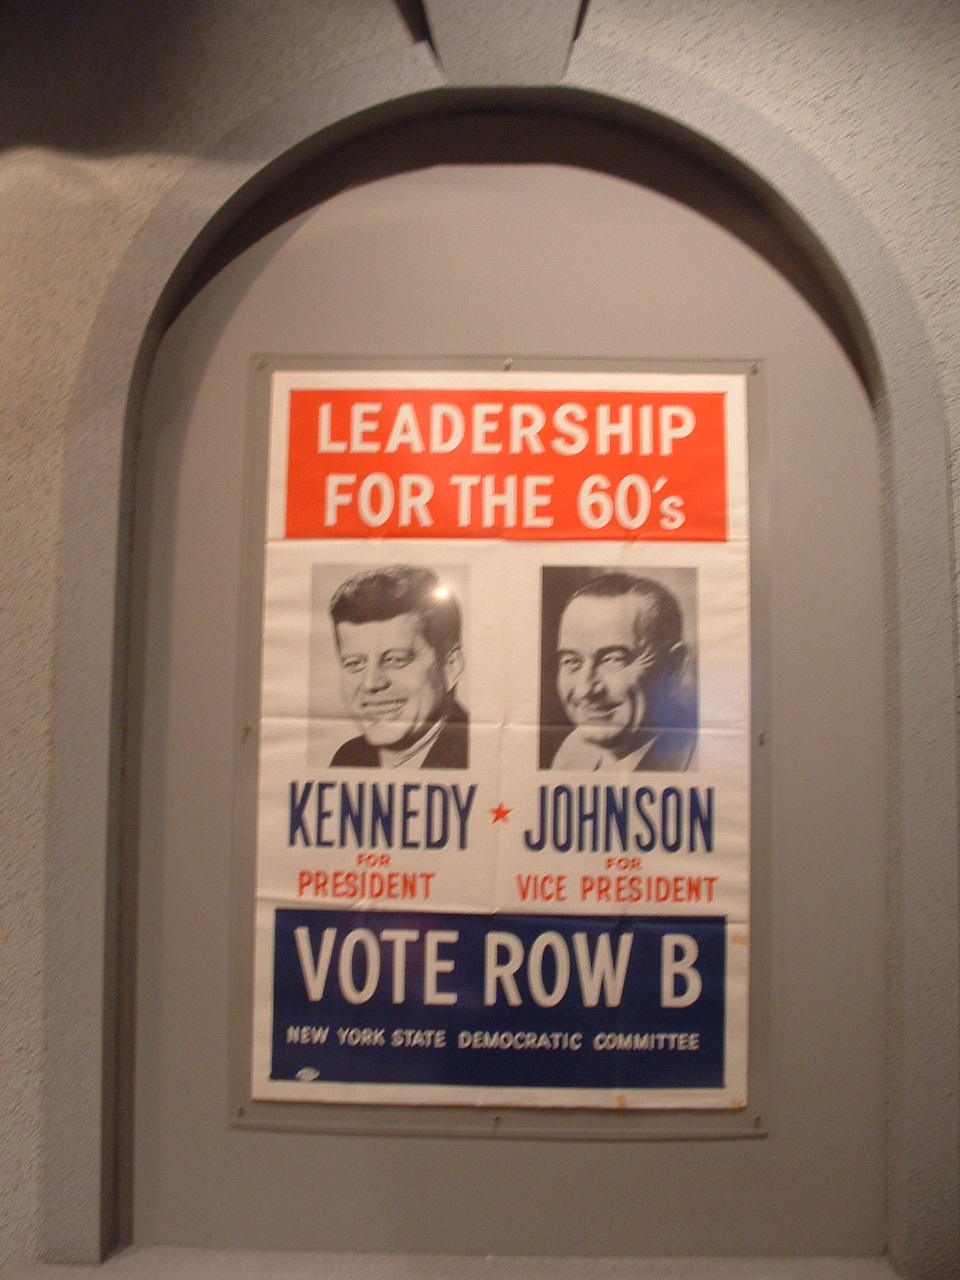 LEADERSHIP
FOR THE 60's
KENNEDY ★ JOHNSON
FOR FOR
PRESIDENT VICE PRESIDENT
VOTE ROW B
NEW YORK STATE DEMOCRATIC COMMITTEE